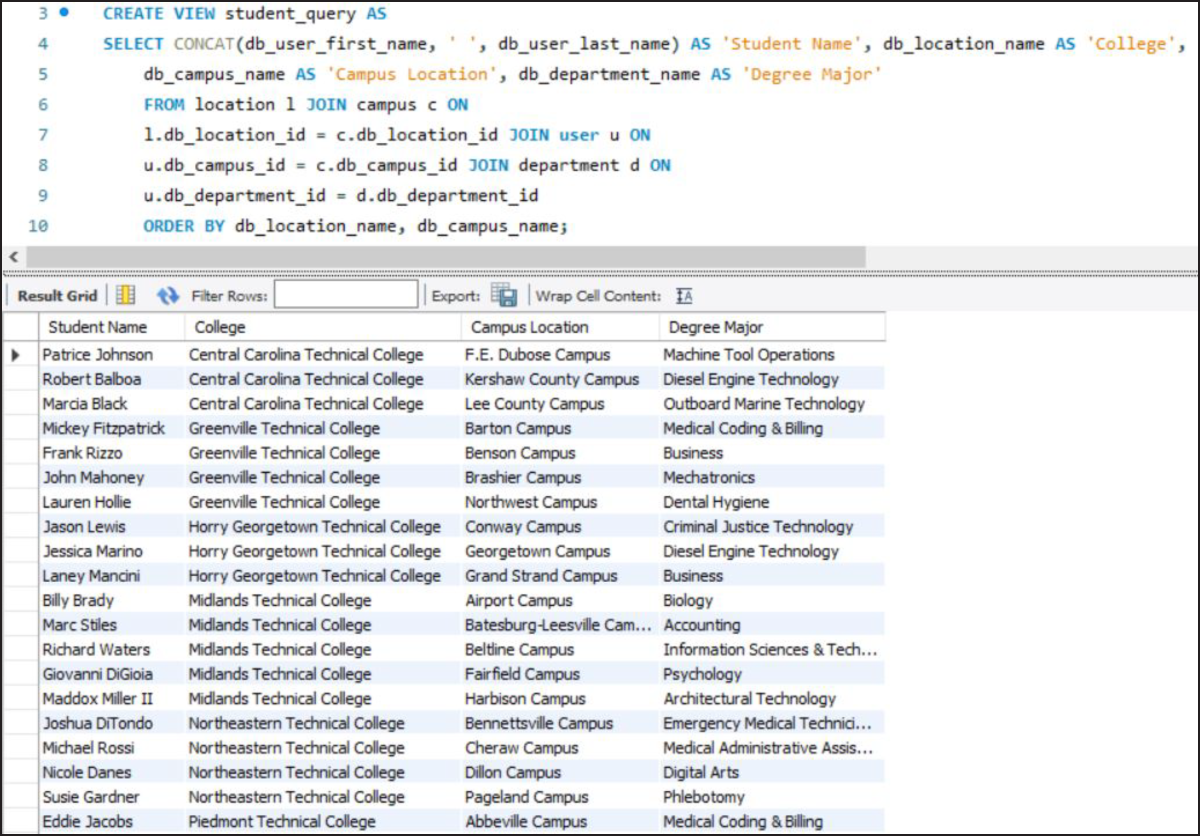 3 CREATE VIEW student_query AS
4 SELECT CONCAT(db_user_first_name, ' ', db_user_last_name) AS 'Student Name', db_location_name AS 'College',
5 db_campus_name AS 'Campus Location', db_department_name AS 'Degree Major'
6 FROM location l JOIN campus c ON
7 l.db_location_id = c.db_location_id JOIN user u ON
8 u.db_campus_id = c.db_campus_id JOIN department d ON
9 u.db_department_id = d.db_department_id
10 ORDER BY db_location_name, db_campus_name;
Result Grid Filter Rows: Export: Wrap Cell Content:
Student Name College Campus Location Degree Major
Patrice Johnson Central Carolina Technical College F.E. Dubose Campus Machine Tool Operations
Robert Balboa Central Carolina Technical College Kershaw County Campus Diesel Engine Technology
Marcia Black Central Carolina Technical College Lee County Campus Outboard Marine Technology
Mickey Fitzpatrick Greenville Technical College Barton Campus Medical Coding & Billing
Frank Rizzo Greenville Technical College Benson Campus Business
John Mahoney Greenville Technical College Brashier Campus Mechatronics
Lauren Hollie Greenville Technical College Northwest Campus Dental Hygiene
Jason Lewis Horry Georgetown Technical College Conway Campus Criminal Justice Technology
Jessica Marino Horry Georgetown Technical College Georgetown Campus Diesel Engine Technology
Laney Mancini Horry Georgetown Technical College Grand Strand Campus Business
Billy Brady Midlands Technical College Airport Campus Biology
Marc Stiles Midlands Technical College Batesburg-Leesville Cam... Accounting
Richard Waters Midlands Technical College Beltline Campus Information Sciences & Tech...
Giovanni DiGioia Midlands Technical College Fairfield Campus Psychology
Maddox Miller II Midlands Technical College Harbison Campus Architectural Technology
Joshua DiTondo Northeastern Technical College Bennettsville Campus Emergency Medical Technici...
Michael Rossi Northeastern Technical College Cheraw Campus Medical Administrative Assis...
Nicole Danes Northeastern Technical College Dillon Campus Digital Arts
Susie Gardner Northeastern Technical College Pageland Campus Phlebotomy
Eddie Jacobs Piedmont Technical College Abbeville Campus Medical Coding & Billing